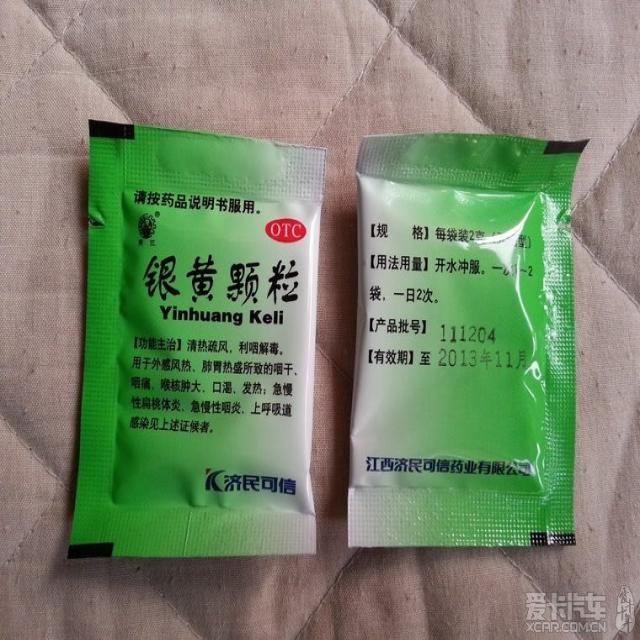 请按药品说明书服用。
OTC
银黄颗粒
Yinhuang Keli
【功能主治】清热疏风，利咽解毒。
用于外感风热、肺胃热盛所致的咽干、
咽痛、喉核肿大、口渴、发热；急慢
性扁桃体炎、急慢性咽炎、上呼吸道
感染见上述证候者。
济民可信
【规 格】每袋装2克（型）
【用法用量】开水冲服。一次1~2
袋，一日2次。
【产品批号】 111204
【有效期】至 2013年11月
江西济民可信药业有限公司
爱卡汽车
XCAR.COM.CN